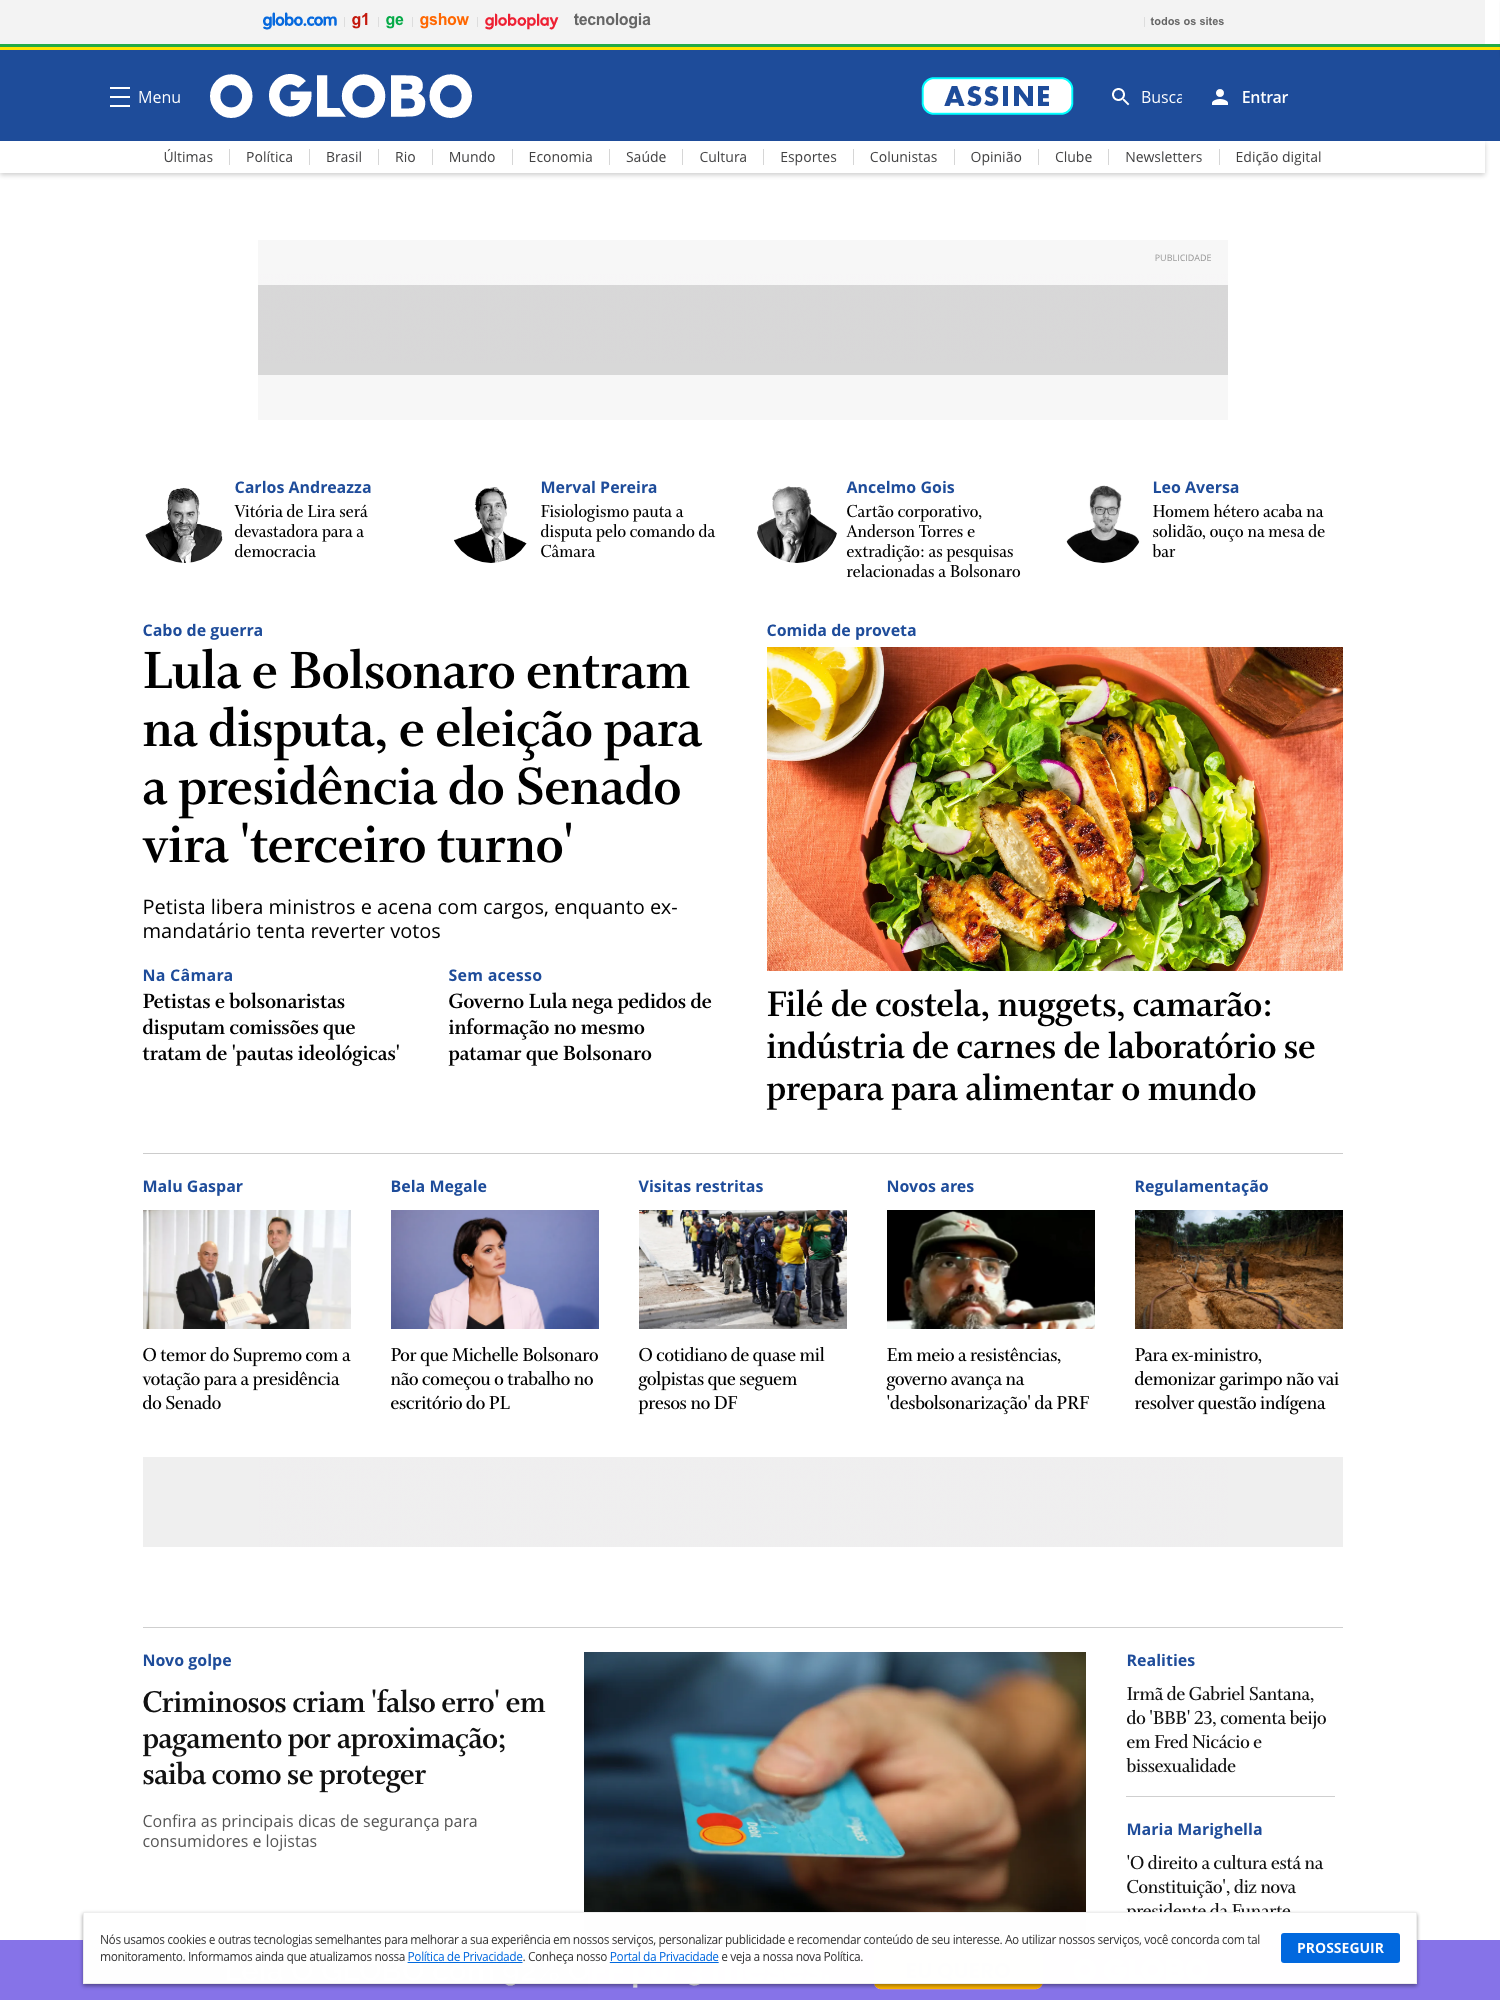 globo.com g1 ge gshow globoplay tecnologia todos os sites
Menu O GLOBO ASSINE Busca Entrar
Últimas Política Brasil Rio Mundo Economia Saúde Cultura Esportes Colunistas Opinião Clube Newsletters Edição digital
PUBLICIDADE
Carlos Andreazza
Vitória de Lira será
devastadora para a
democracia
Merval Pereira
Fisiologismo pauta a
disputa pelo comando da
Câmara
Ancelmo Gois
Cartão corporativo,
Anderson Torres e
extradição: as pesquisas
relacionadas a Bolsonaro
Leo Aversa
Homem hétero acaba na
solidão, ouço na mesa de
bar
Cabo de guerra
Lula e Bolsonaro entram
na disputa, e eleição para
a presidência do Senado
vira 'terceiro turno'
Petista libera ministros e acena com cargos, enquanto ex-
mandatário tenta reverter votos
Na Câmara
Petistas e bolsonaristas
disputam comissões que
tratam de 'pautas ideológicas'
Sem acesso
Governo Lula nega pedidos de
informação no mesmo
patamar que Bolsonaro
Comida de proveta
Filé de costela, nuggets, camarão:
indústria de carnes de laboratório se
prepara para alimentar o mundo
Malu Gaspar
O temor do Supremo com a
votação para a presidência
do Senado
Bela Megale
Por que Michelle Bolsonaro
não começou o trabalho no
escritório do PL
Visitas restritas
O cotidiano de quase mil
golpistas que seguem
presos no DF
Novos ares
Em meio a resistências,
governo avança na
'desbolsonarização' da PRF
Regulamentação
Para ex-ministro,
demonizar garimpo não vai
resolver questão indígena
Novo golpe
Criminosos criam 'falso erro' em
pagamento por aproximação;
saiba como se proteger
Confira as principais dicas de segurança para
consumidores e lojistas
Realities
Irmã de Gabriel Santana,
do 'BBB' 23, comenta beijo
em Fred Nicácio e
bissexualidade
Maria Marighella
'O direito a cultura está na
Constituição', diz nova
presidente da Funarte
Nós usamos cookies e outras tecnologias semelhantes para melhorar a sua experiência em nossos serviços, personalizar publicidade e recomendar conteúdo de seu interesse. Ao utilizar nossos serviços, você concorda com tal
monitoramento. Informamos ainda que atualizamos nossa Política de Privacidade. Conheça nosso Portal da Privacidade e veja a nossa nova Política.
PROSSEGUIR